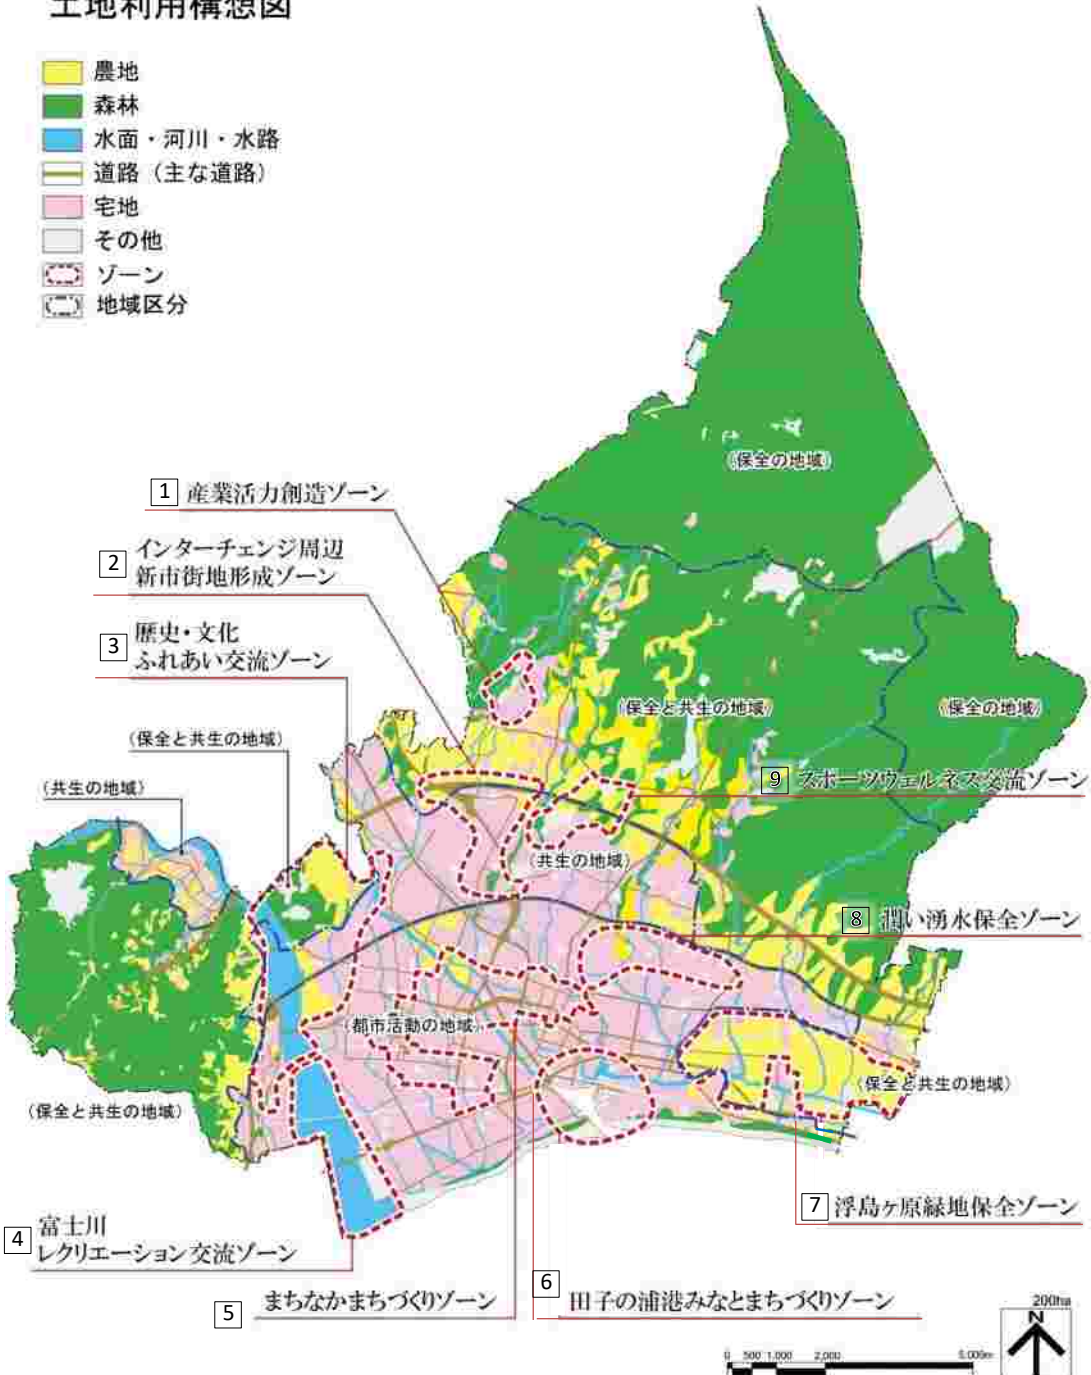 土地利用構想図
農地
森林
水面・河川・水路
道路（主な道路）
宅地
その他
ゾーン
地域区分
(保全の地域)
1 産業活力創造ゾーン
2 インターチェンジ周辺
新市街地形成ゾーン
3 歴史・文化
ふれあい交流ゾーン
(保全と共生の地域)
(保全の地域)
(保全と共生の地域)
(共生の地域)
9 スポーツウェルネス交流ゾーン
(共生の地域)
8 潤い湧水保全ゾーン
(都市活動の地域)
(保全と共生の地域)
(保全と共生の地域)
7 浮島ヶ原緑地保全ゾーン
4 富士川
レクリエーション交流ゾーン
6 田子の浦港みなとまちづくりゾーン
5 まちなかまちづくりゾーン
200ha
N
0 500 1,000 2,000 5,000m